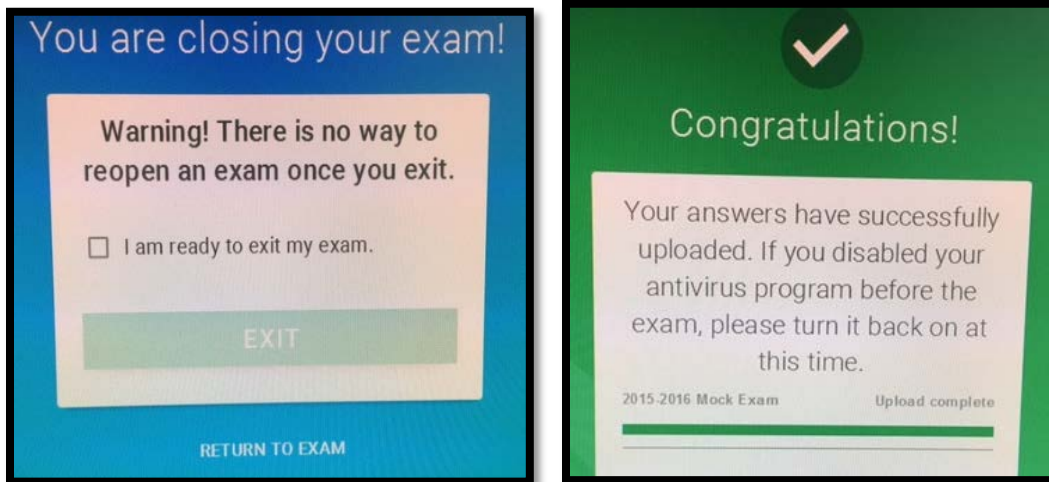 You are closing your exam!
Warning! There is no way to
reopen an exam once you exit.
I am ready to exit my exam.
EXIT
RETURN TO EXAM
Congratulations!
Your answers have successfully
uploaded. If you disabled your
antivirus program before the
exam, please turn it back on at
this time.
2015-2016 Mock Exam Upload complete